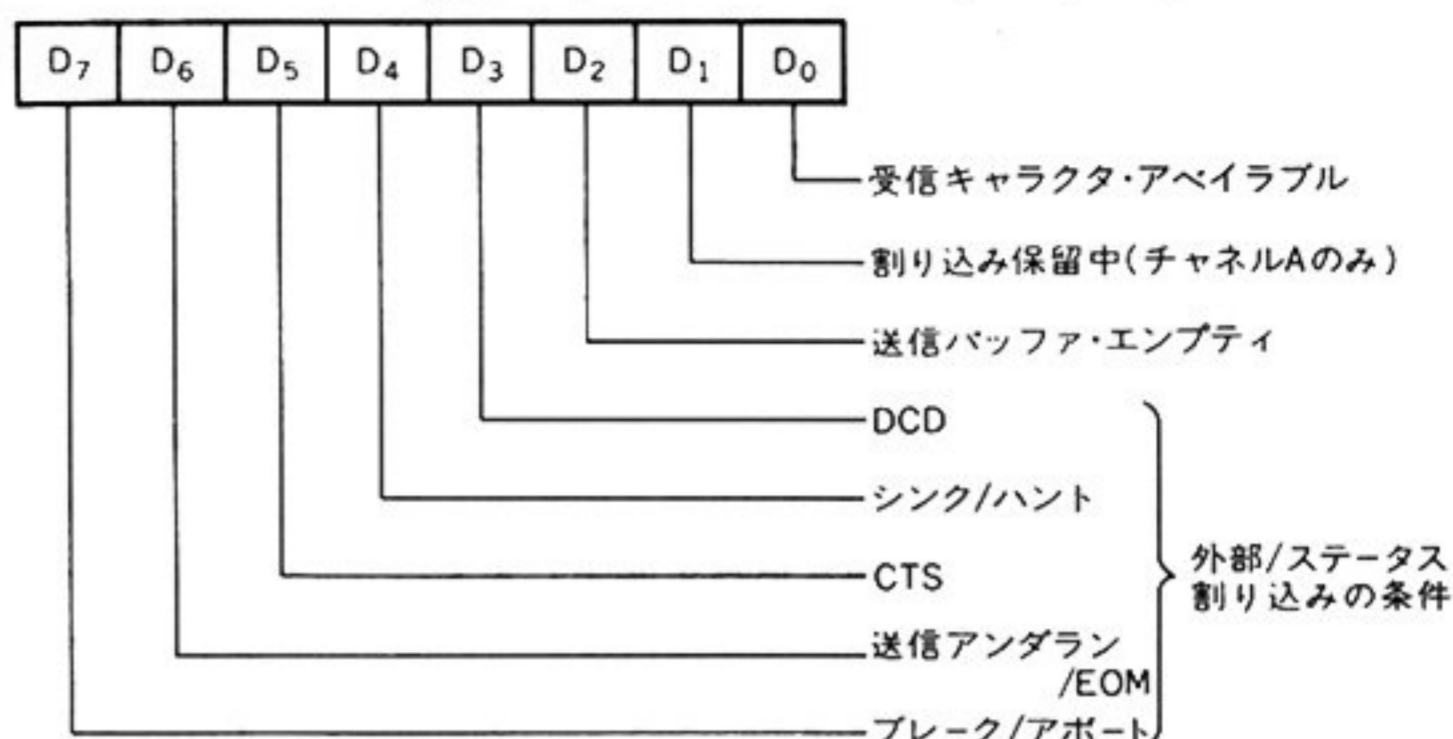 D7 D6 D5 D4 D3 D2 D1 D0
受信キャラクタ・アベイラブル
割り込み保留中(チャネルAのみ)
送信バッファ・エンプティ
DCD
シンク/ハント
CTS
外部/ステータス
割り込みの条件
送信アンダラン
/EOM
ブレーク/アボート